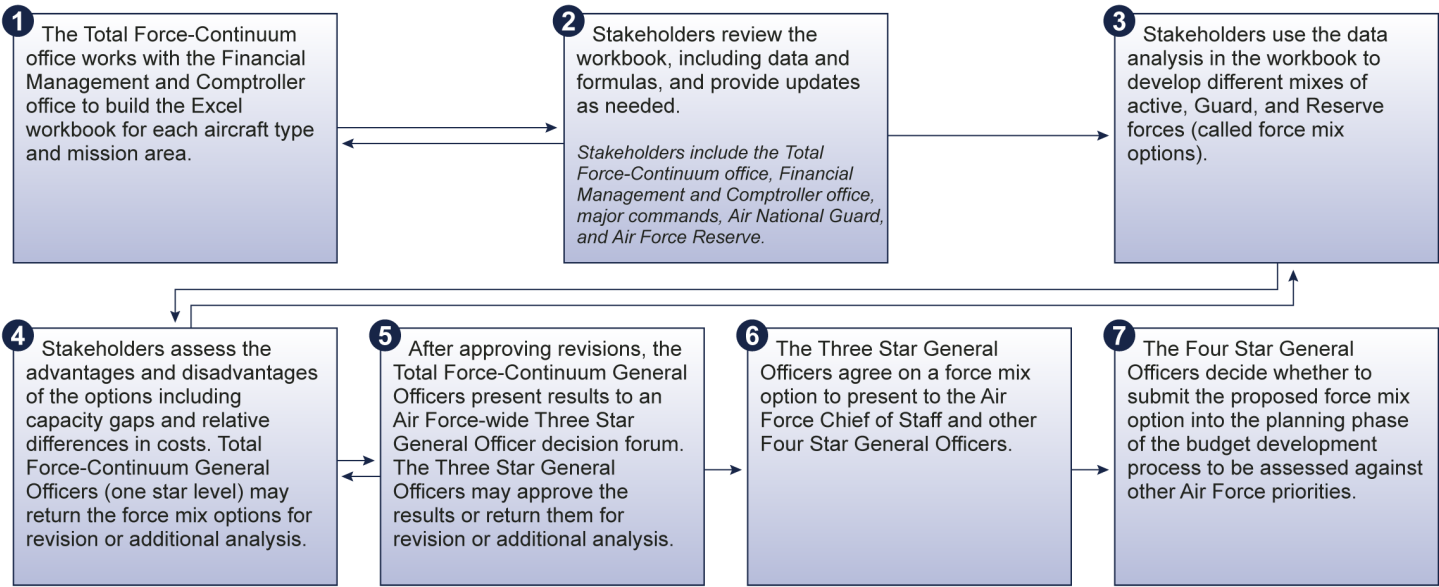 1
The Total Force-Continuum
office works with the Financial
Management and Comptroller
office to build the Excel
workbook for each aircraft type
and mission area.
2
Stakeholders review the
workbook, including data and
formulas, and provide updates
as needed.
Stakeholders include the Total
Force-Continuum office, Financial
Management and Comptroller office,
major commands, Air National Guard,
and Air Force Reserve.
3
Stakeholders use the data
analysis in the workbook to
develop different mixes of
active, Guard, and Reserve
forces (called force mix
options).
4
Stakeholders assess the
advantages and disadvantages
of the options including
capacity gaps and relative
differences in costs. Total
Force-Continuum General
Officers (one star level) may
return the force mix options for
revision or additional analysis.
5
After approving revisions, the
Total Force-Continuum General
Officers present results to an
Air Force-wide Three Star
General Officer decision forum.
The Three Star General
Officers may approve the
results or return them for
revision or additional analysis.
6
The Three Star General
Officers agree on a force mix
option to present to the Air
Force Chief of Staff and other
Four Star General Officers.
7
The Four Star General
Officers decide whether to
submit the proposed force mix
option into the planning phase
of the budget development
process to be assessed against
other Air Force priorities.